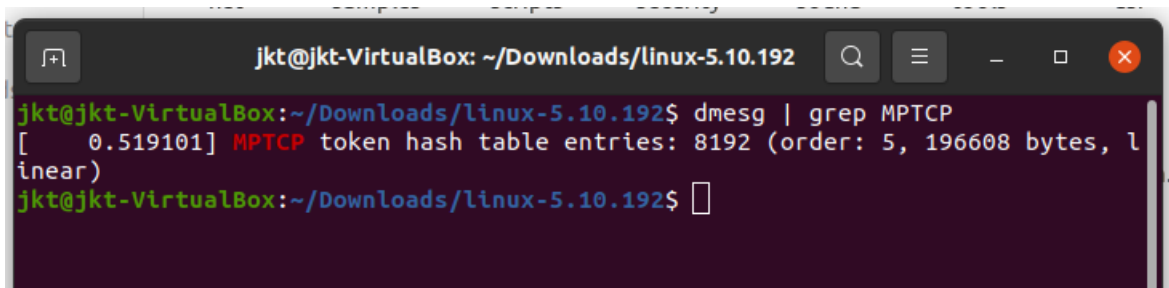 jkt@jkt-VirtualBox: ~/Downloads/linux-5.10.192
jkt@jkt-VirtualBox:~/Downloads/linux-5.10.192$ dmesg | grep MPTCP
[    0.519101] MPTCP token hash table entries: 8192 (order: 5, 196608 bytes, l
inear)
jkt@jkt-VirtualBox:~/Downloads/linux-5.10.192$